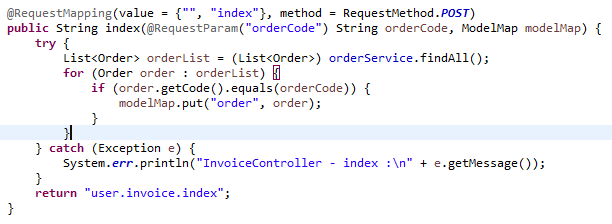 @RequestMapping(value = {"", "index"}, method = RequestMethod.POST)
public String index(@RequestParam("orderCode") String orderCode, ModelMap modelMap) {
    try {
        List<Order> orderList = (List<Order>) orderService.findAll();
        for (Order order : orderList) {
            if (order.getCode().equals(orderCode)) {
                modelMap.put("order", order);
            }
        }
    } catch (Exception e) {
        System.err.println("InvoiceController - index :\n" + e.getMessage());
    }
    return "user.invoice.index";
}